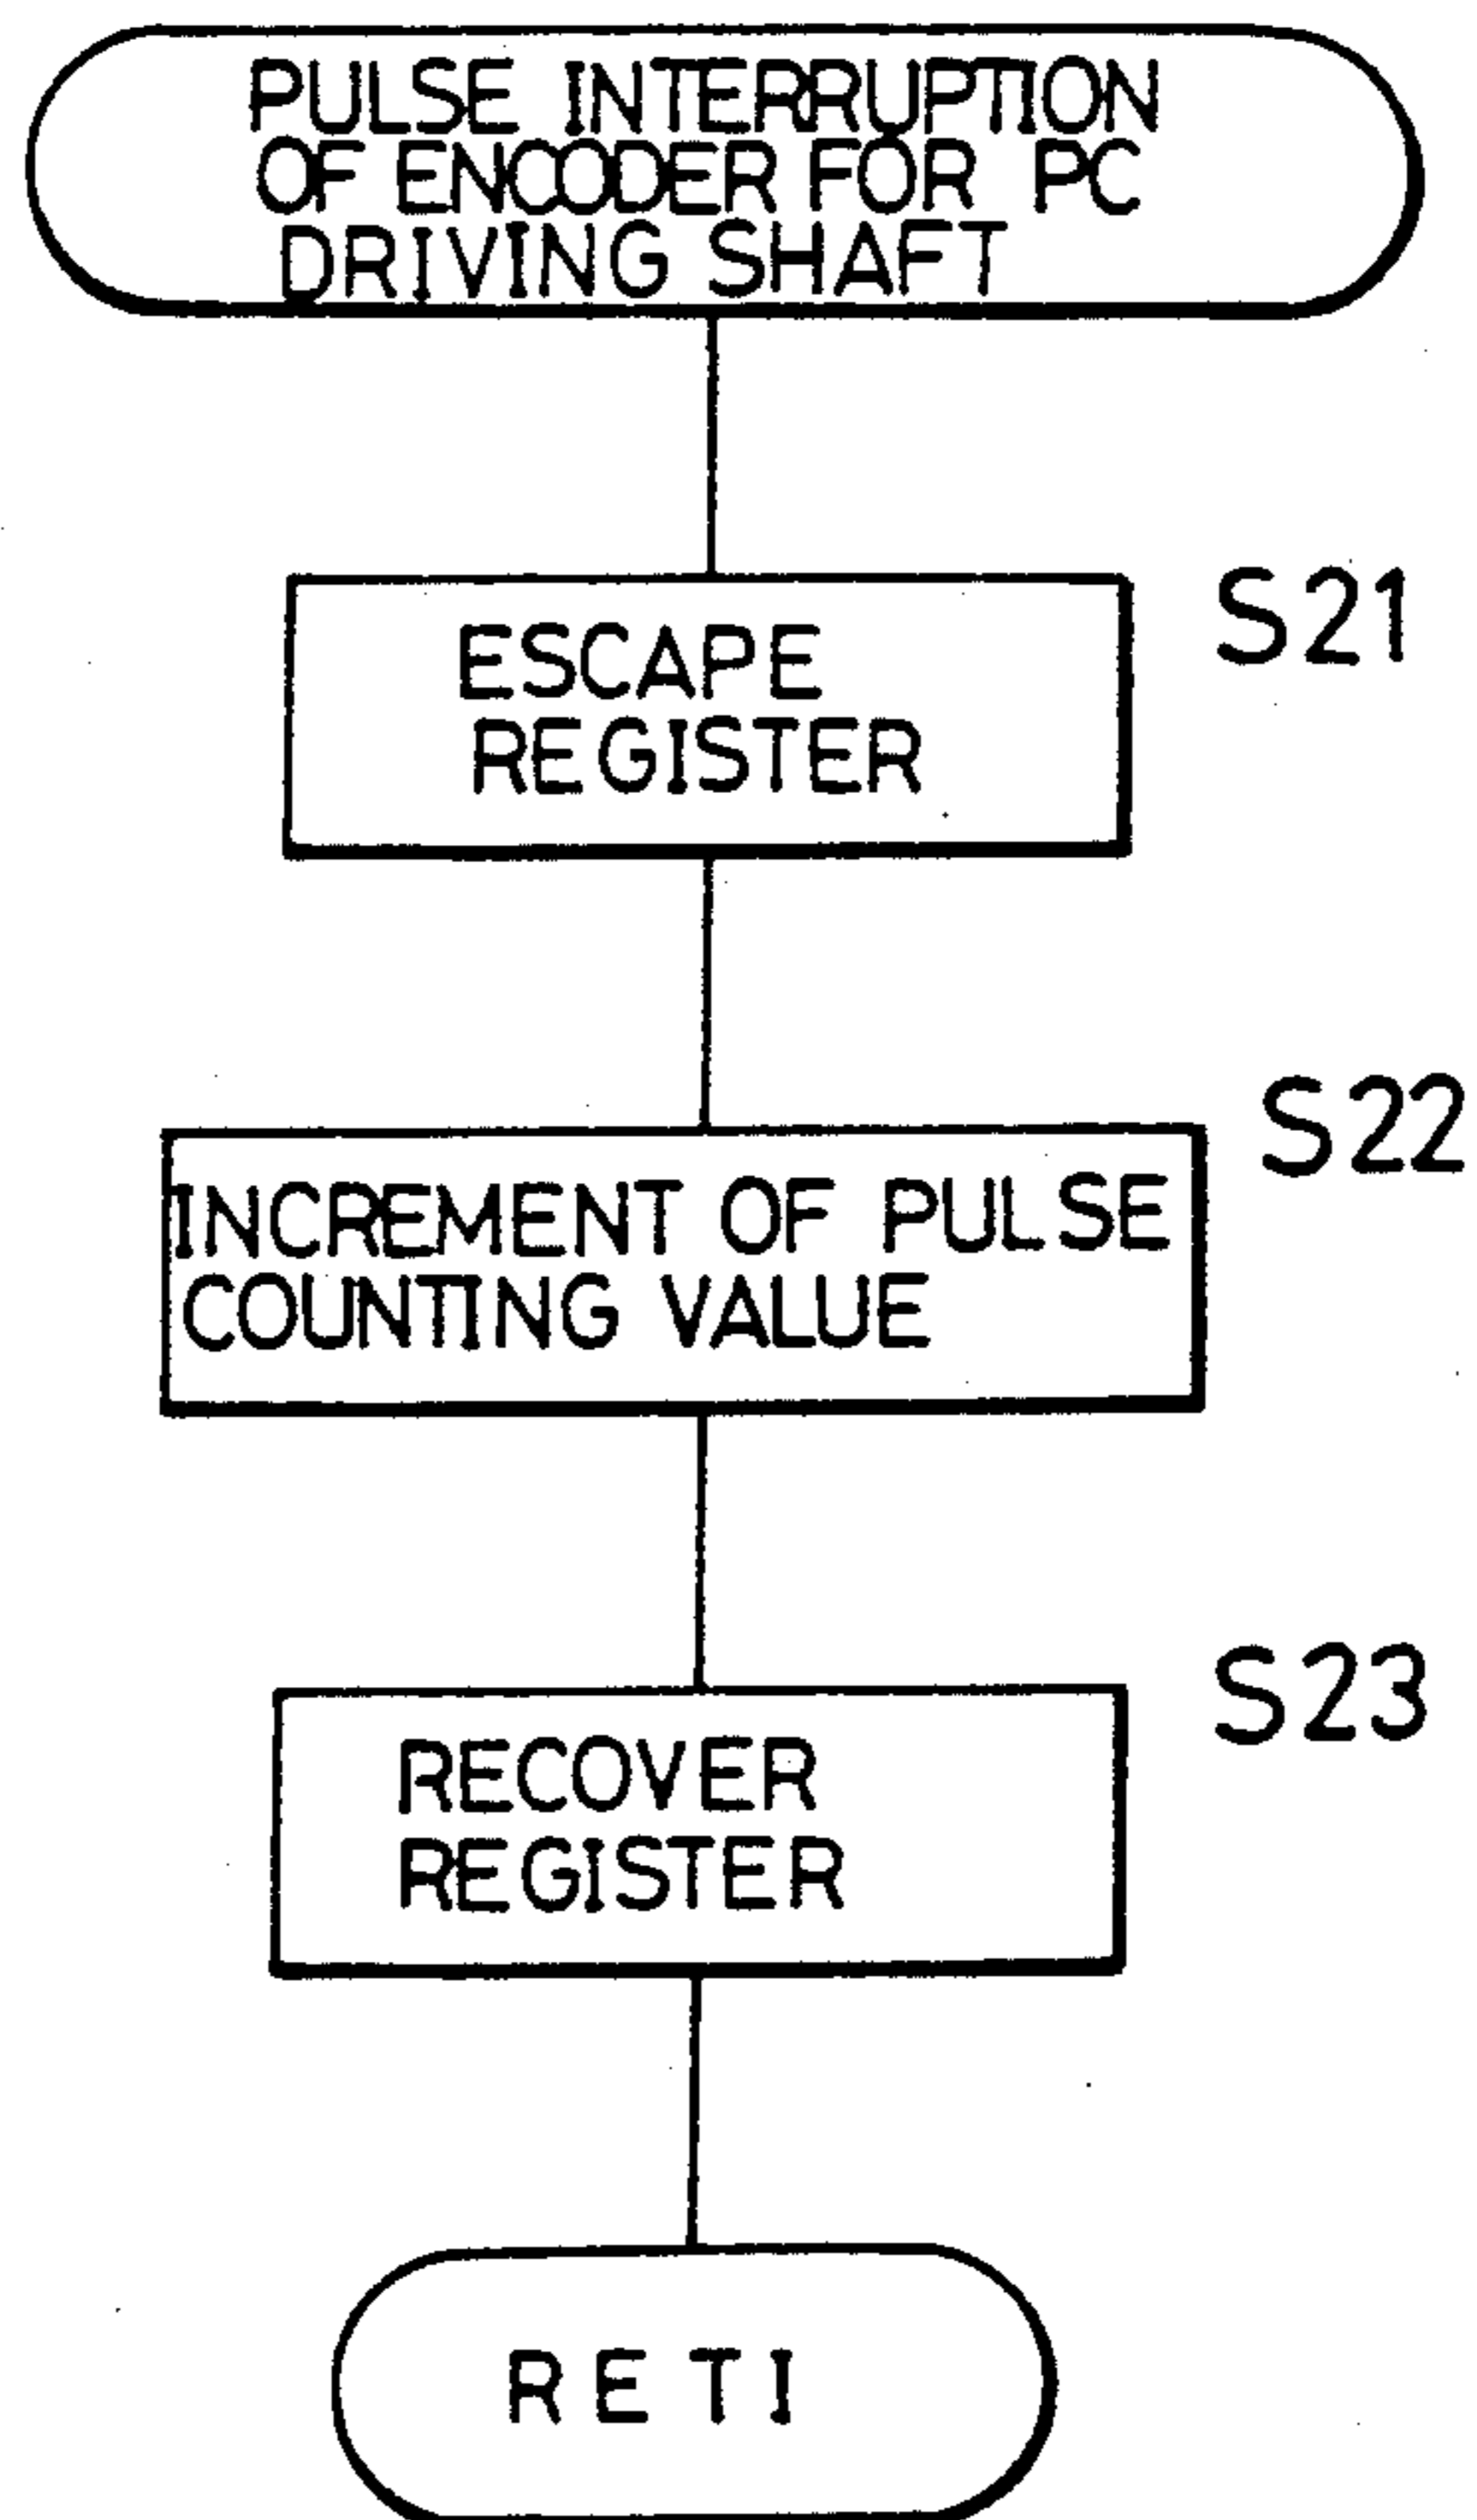 PULSE INTERRUPTION
OF ENCODER FOR PC
DRIVING SHAFT
S21
ESCAPE
REGISTER
S22
INCREMENT OF PULSE
COUNTING VALUE
S23
RECOVER
REGISTER
RETI